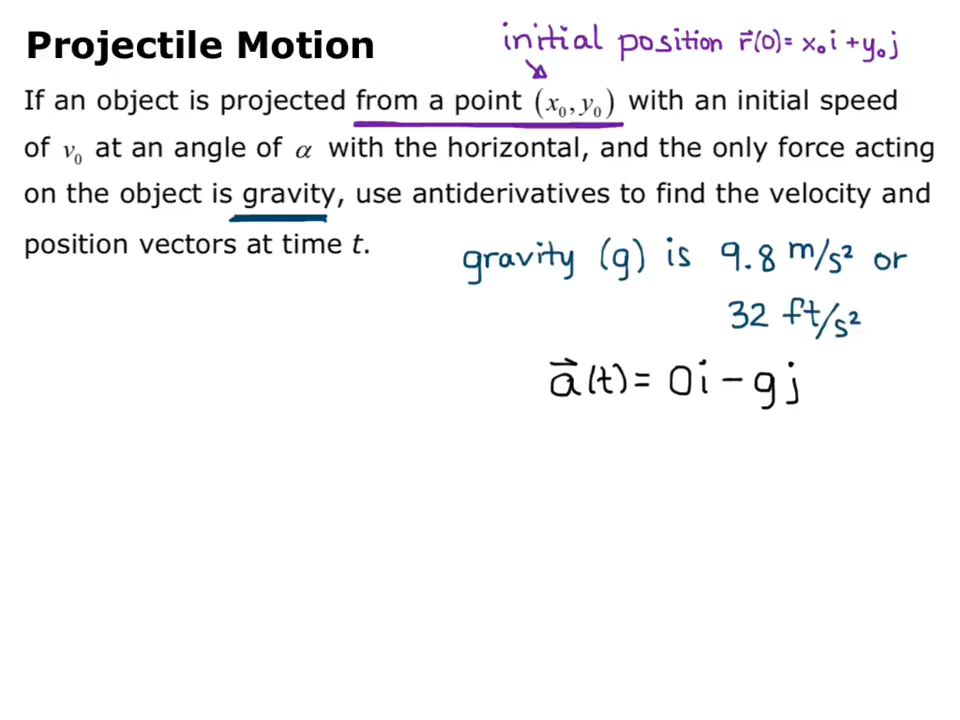 Projectile Motion
initial position r⃗(0)= x₀i + y₀j
If an object is projected from a point (x₀, y₀) with an initial speed
of v₀ at an angle of α with the horizontal, and the only force acting
on the object is gravity, use antiderivatives to find the velocity and
position vectors at time t.
gravity (g) is 9.8 m/s² or
32 ft/s²
a⃗(t)= 0i − gj